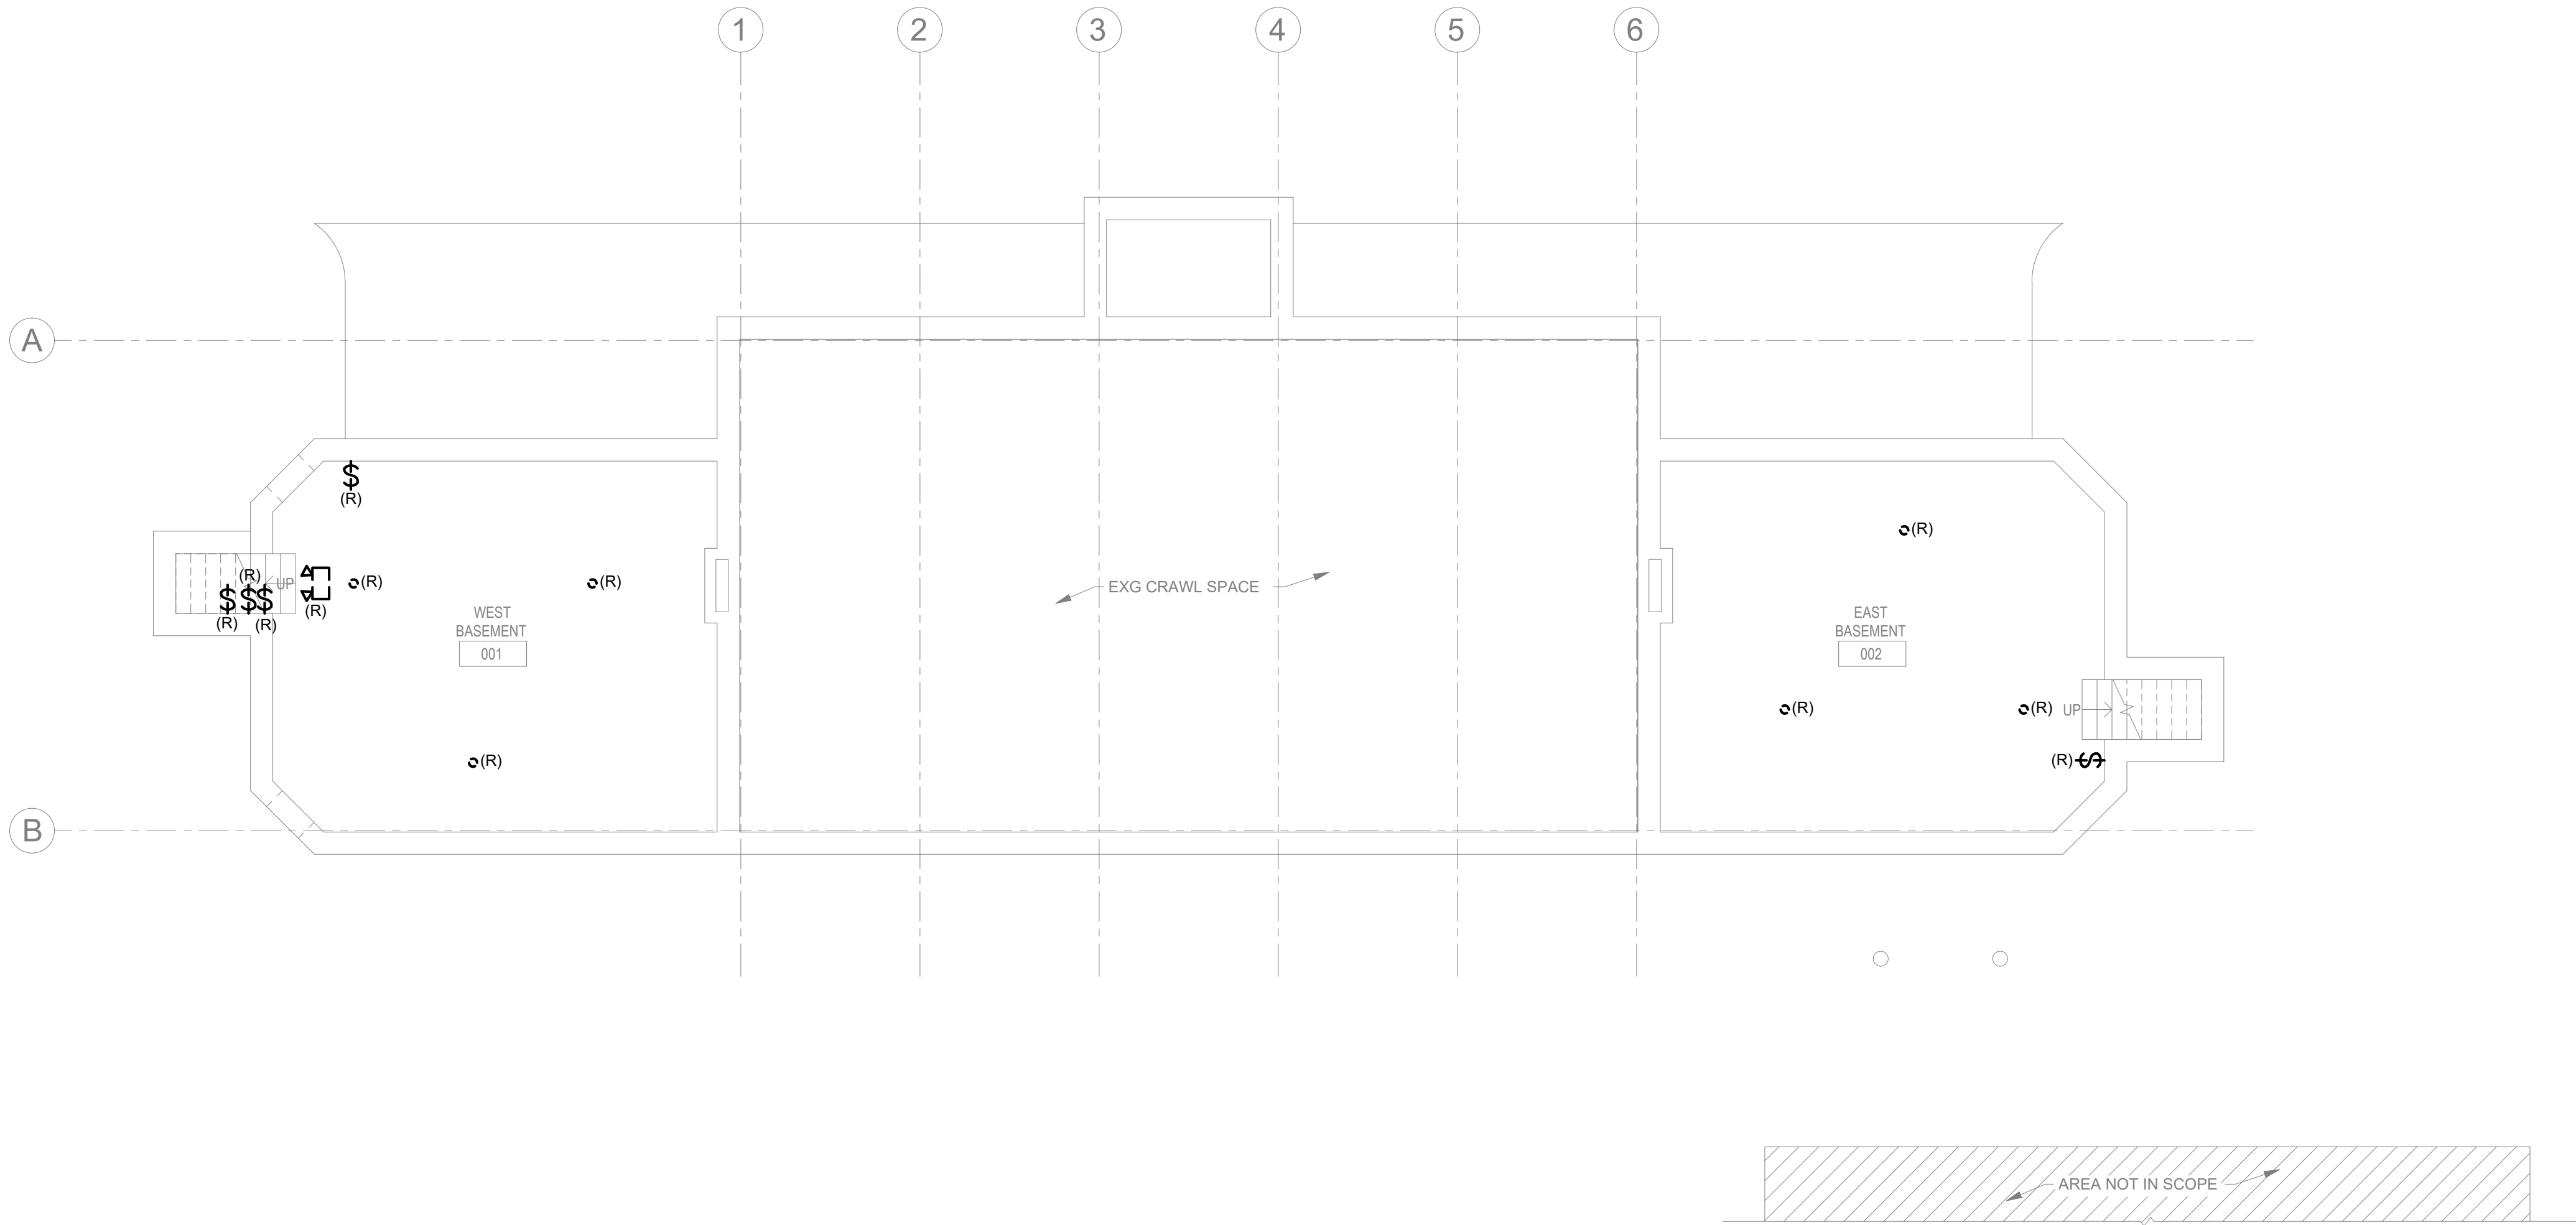 1 2 3 4 5 6
A
$
(R)
(R) (R)
(R)
(R) UP
$ $ $
(R) (R) (R)
EXG CRAWL SPACE
WEST
BASEMENT
001
EAST
BASEMENT
002
(R) (R) UP
(R) $
(R)
B
AREA NOT IN SCOPE